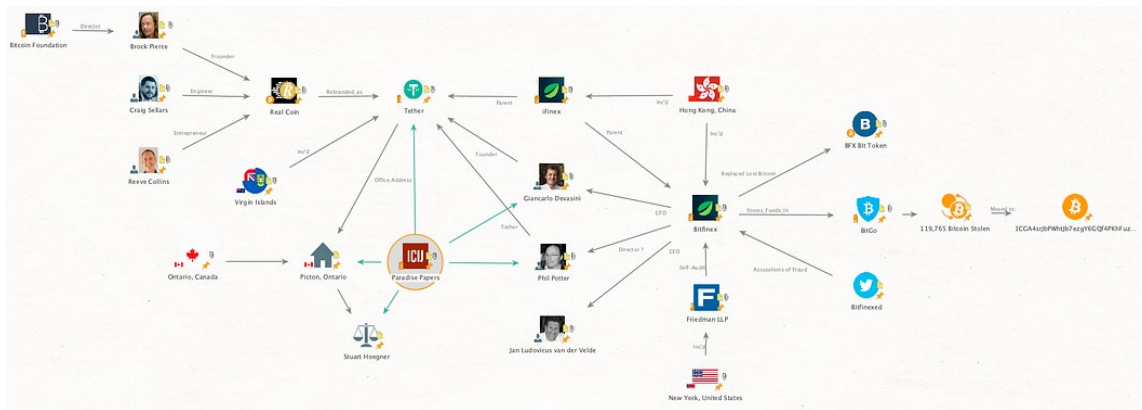 Bitcoin Foundation
Director
Brock Pierce
Frounder
Craig Sellars
Engineer
Real Coin
Rebranded_as
Tether
Parent
ifinex
Inc'd
Hong Kong, China
Entrepreneur
Reeve Collins
Inc'd
Virgin Islands
Office Address
Founder
Giancarlo Devasini
Parent
Inc'd
BFX Bit Token
Replaced Lost Bitcoin
Bitfinex
Stores_Funds_In
BitGo
119,765 Bitcoin Stolen
Moved to:
CFO
Tether
Director ?
CEO
Ontario, Canada
Picton, Ontario
ICIJ
Paradise Papers
Phil Potter
Self-Audit
Accusations of Fraud
Bitfinexed
Friedman LLP
Stuart Hoegner
Jan Ludovicus van der Velde
Inc'd
New York, United States